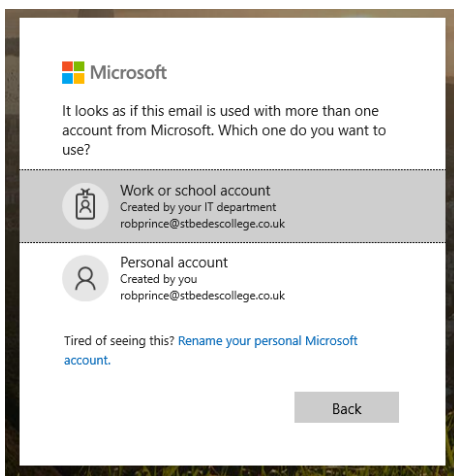 Microsoft
It looks as if this email is used with more than one
account from Microsoft. Which one do you want to
use?
Work or school account
Created by your IT department
robprince@stbedescollege.co.uk
Personal account
Created by you
robprince@stbedescollege.co.uk
Tired of seeing this? Rename your personal Microsoft
account.
Back